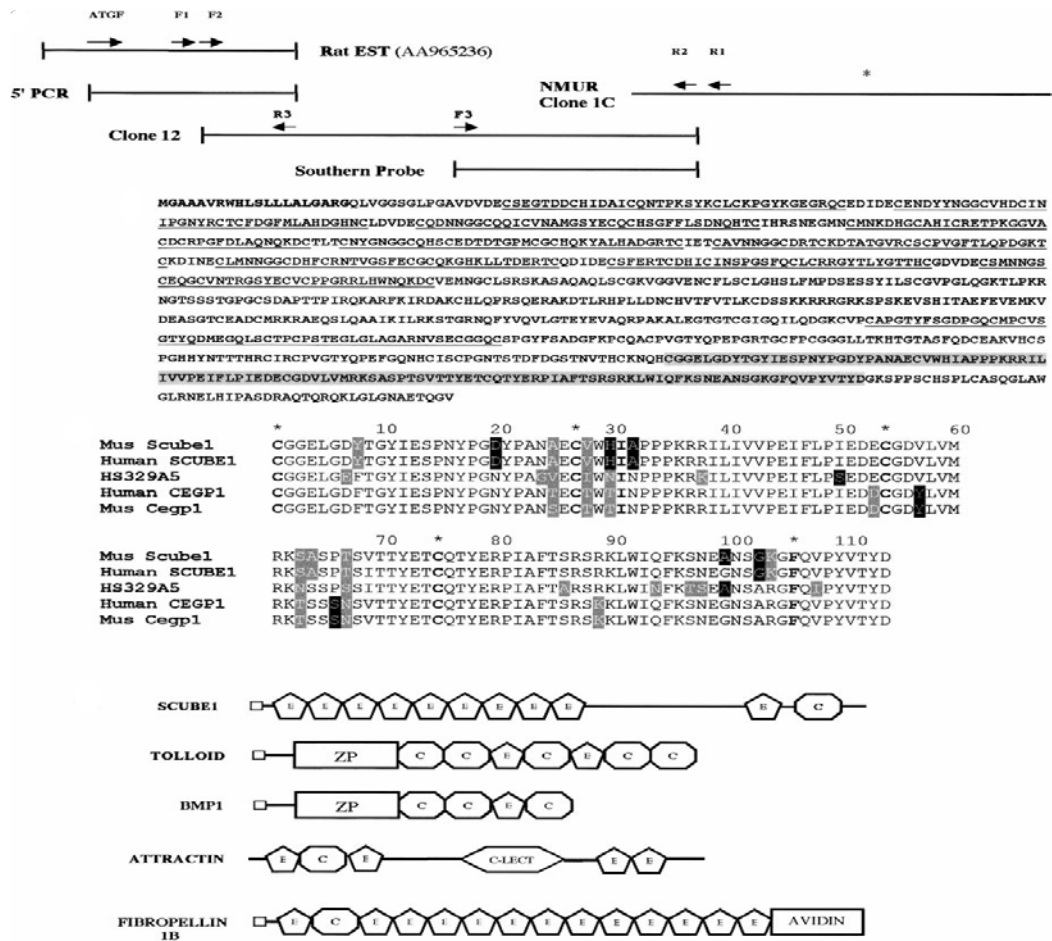 ATGF F1 F2
Rat EST (AA965236)
R2 R1
*
5' PCR
NMUR
Clone 1C
R3 F3
Clone 12
Southern Probe
MGAAAVRWHLSLLLALGARGQLVGGSGLPGAVDVDECSEGTDDCHIDAICQNTPKSYKCLCKPGYKGEGRQCEDIDECENDYYNGGCVHDCIN
IPGNYRCTCFDGFMLAHDGHNCLDVDECQDNNGGCQQICVNAMGSYECQCHSGFFLSDNQHTCIHRSNEGMNCMNKDHGCAHICRETPKGGVA
CDCRPGFDLAQNQKDCTLTCNYGNGGCQHSCEDTDTGPMCGCHQKYALHADGRTCIETCAVNNGGCDRTCKDTATGVRCSCPVGFTLQPDGKT
CKDINECLMNNGGCDHFCRNTVGSFECGCQKGHKLLTDERTCQDIDECSFERTCDHICINSPGSFQCLCRRGYTLYGTTHCGDVDECSMNNGS
CEQGCVNTRGSYECVCPPGRRLHWNQKDCVEMNGCLSRSKASAQAQLSCGKVGGVENCFLSCLGHSLFMPDSESSYILSCGVPGLQGKTLPKR
NGTSSSTGPGCSDAPTTPIRQKARFKIRDAKCHLQPRSQERAKDTLRHPLLDNCHVTFVTLKCDSSKKRRRGRKSPSKEVSHITAEFEVEMKV
DEASGTCEADCMRKRAEQSLQAAIKILRKSTGRNQFYVQVLGTEYEVAQRPAKALEGTGTCGIGQILQDGKCVPCAPGTYFSGDPGQCMPCVS
GTYQDMEGQLSCTPCPSTEGLGLAGARNVSECGGQCSPGYFSADGFKPCQACPVGTYQPEPGRTGCFPCGGGLLTKHTGTASFQDCEAKVHCS
PGHHYNTTTHRCIRCPVGTYQPEFGQNHCISCPGNTSTDFDGSTNVTHCKNQHCGGELGDYTGYIESPNYPGDYPANAECVWHIAPPPKRRIL
IVVPEIFLPIEDECGDVLVMRKSASPTSVTTYETCQTYERPIAFTSRSRKLWIQFKSNEANSGKGFQVPYVTYDGKSPPSCHSPLCASQGLAW
GLRNELHIPASDRAQTQRQKLGLGNAETQGV
* 10 20 * 30 40 50 * 60
Mus Scube1 CGGELGDYTGYIESPNYPGDYPANAECVWHIAPPPKRRILIVVPEIFLPIEDECGDVLVM
Human SCUBE1 CGGELGDYTGYIESPNYPGDYPANAECVWHIAPPPKRRILIVVPEIFLPIEDECGDVLVM
HS329A5 CGGELGEFTGYIESPNYPGNYPAGVECIWNINPPPKRKILIVVPEIFLPSEDECGDVLVM
Human CEGP1 CGGELGDFTGYIESPNYPGNYPANTECTWTINPPPKRRILIVVPEIFLPIEDDCGDYLVM
Mus Cegp1 CGGELGDFTGYIESPNYPGNYPANSECTWTINPPPKRRILIVVPEIFLPIEDDCGDYLVM
70 * 80 90 100 * 110
Mus Scube1 RKSASPTSVTTYETCQTYERPIAFTSRSRKLWIQFKSNEANSGKGFQVPYVTYD
Human SCUBE1 RKSASPTSVTTYETCQTYERPIAFTSRSRKLWIQFKSNEGNSGKGFQVPYVTYD
HS329A5 RKNSSPSSVTTYETCQTYERPIAFTARSRKLWINFKTSEANSARGFQIPYVTYD
Human CEGP1 RKTSSSNSVTTYETCQTYERPIAFTSRSKKLWIQFKSNEGNSARGFQVPYVTYD
Mus Cegp1 RKTSSSNSVTTYETCQTYERPIAFTSRSKKLWIQFKSNEGNSARGFQVPYVTYD
SCUBE1 E E E E E E E E E E C
TOLLOID ZP C C E C E C C
BMP1 ZP C C E C
ATTRACTIN E C E C-LECT E E
FIBROPELLIN E C E E E E E E E E E E E E AVIDIN
1B